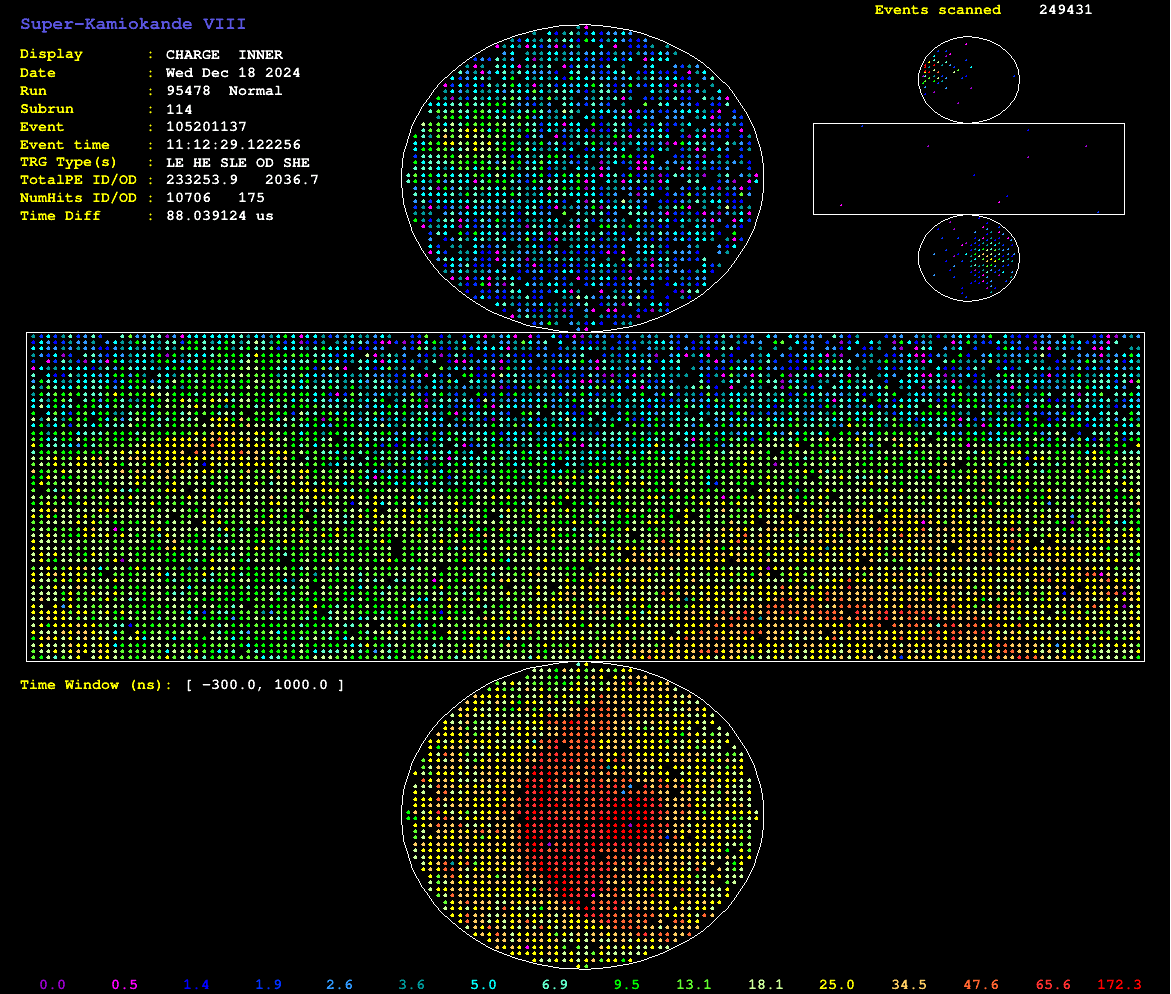 Super-Kamiokande VIII
Events scanned 249431
Display : CHARGE INNER
Date : Wed Dec 18 2024
Run : 95478 Normal
Subrun : 114
Event : 105201137
Event time : 11:12:29.122256
TRG Type(s) : LE HE SLE OD SHE
TotalPE ID/OD : 233253.9 2036.7
NumHits ID/OD : 10706 175
Time Diff : 88.039124 us
Time Window (ns): [ −300.0, 1000.0 ]
0.0 0.5 1.4 1.9 2.6 3.6 5.0 6.9 9.5 13.1 18.1 25.0 34.5 47.6 65.6 172.3